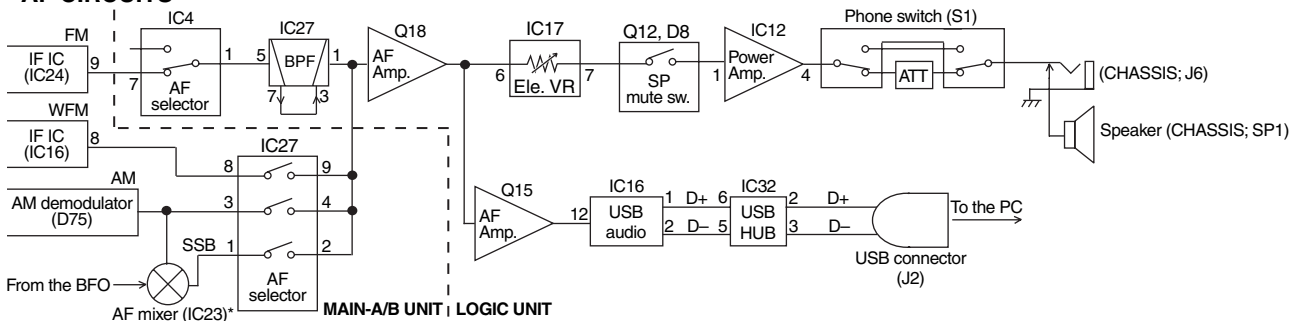 AF CIRCUITS
FM
IF IC
(IC24)
9
7
IC4
1
AF
selector
5
IC27
BPF
7
3
1
Q18
AF
Amp.
6
IC17
Ele. VR
7
Q12, D8
SP
mute sw.
1
IC12
Power
Amp.
4
Phone switch (S1)
ATT
(CHASSIS; J6)
Speaker (CHASSIS; SP1)
WFM
IF IC
(IC16)
8
IC27
8
9
3
4
1
2
AF
selector
AM
AM demodulator
(D75)
SSB
From the BFO
AF mixer (IC23)*
MAIN-A/B UNIT
LOGIC UNIT
Q15
AF
Amp.
12
IC16
USB
audio
1 D+ 6
2 D– 5
IC32
USB
HUB
2 D+
3 D–
USB connector
(J2)
To the PC